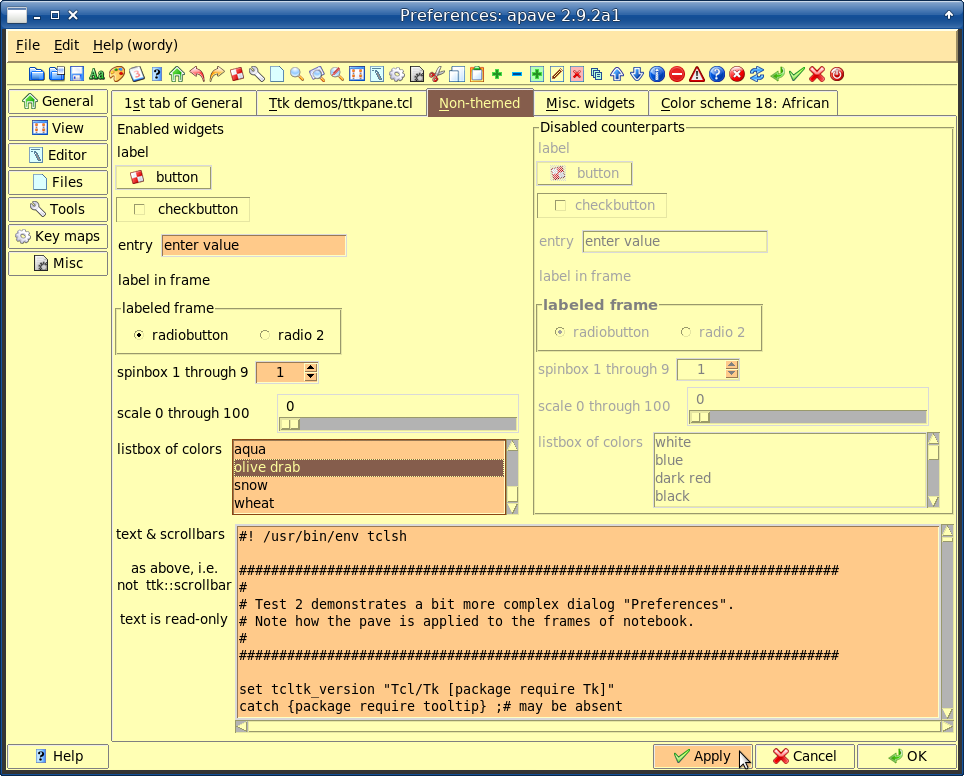 Preferences: apave 2.9.2a1
File Edit Help (wordy)
General
View
Editor
Files
Tools
Key maps
Misc
1st tab of General Ttk demos/ttkpane.tcl Non-themed Misc. widgets Color scheme 18: African
Enabled widgets
label
button
checkbutton
entry enter value
label in frame
labeled frame
radiobutton radio 2
spinbox 1 through 9 1
scale 0 through 100 0
listbox of colors aqua
olive drab
snow
wheat
Disabled counterparts
label
button
checkbutton
entry enter value
label in frame
labeled frame
radiobutton radio 2
spinbox 1 through 9 1
scale 0 through 100 0
listbox of colors white
blue
dark red
black
text & scrollbars
as above, i.e.
not ttk::scrollbar
text is read-only
#! /usr/bin/env tclsh
###########################################################################
#
# Test 2 demonstrates a bit more complex dialog "Preferences".
# Note how the pave is applied to the frames of notebook.
#
###########################################################################
set tcltk_version "Tcl/Tk [package require Tk]"
catch {package require tooltip} ;# may be absent
Help Apply Cancel OK